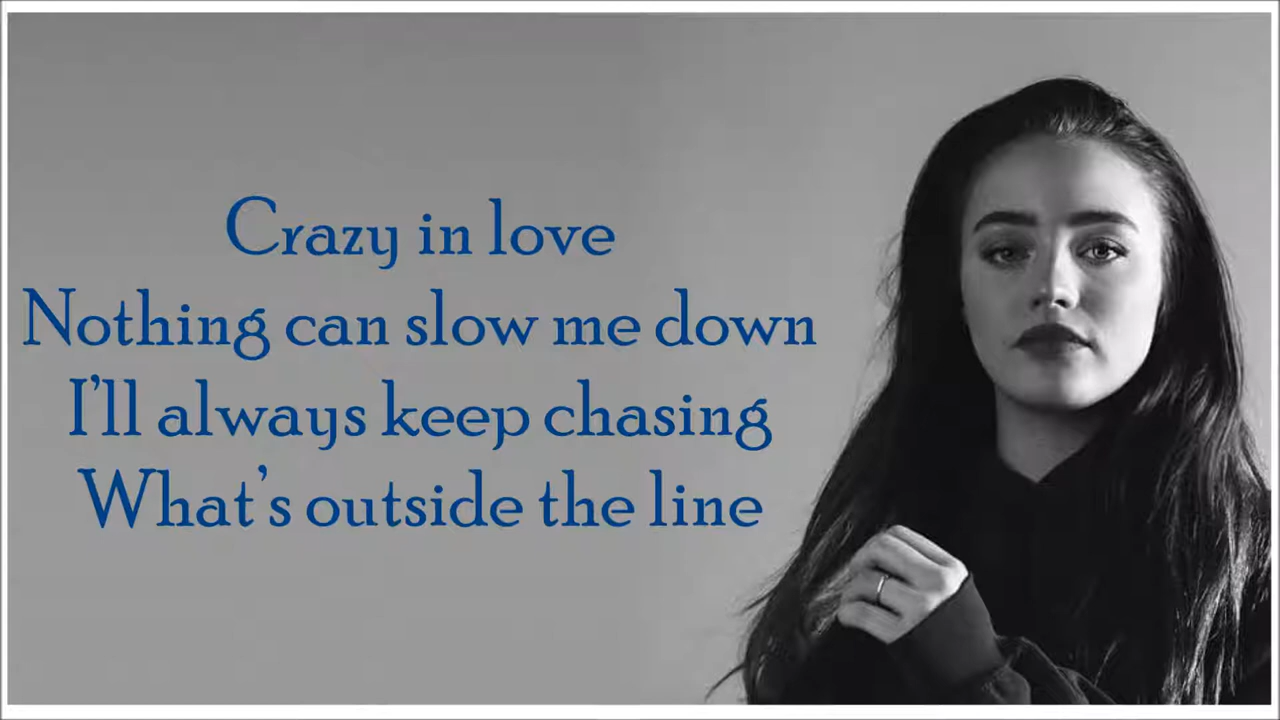 Crazy in love
Nothing can slow me down
I'll always keep chasing
What's outside the line